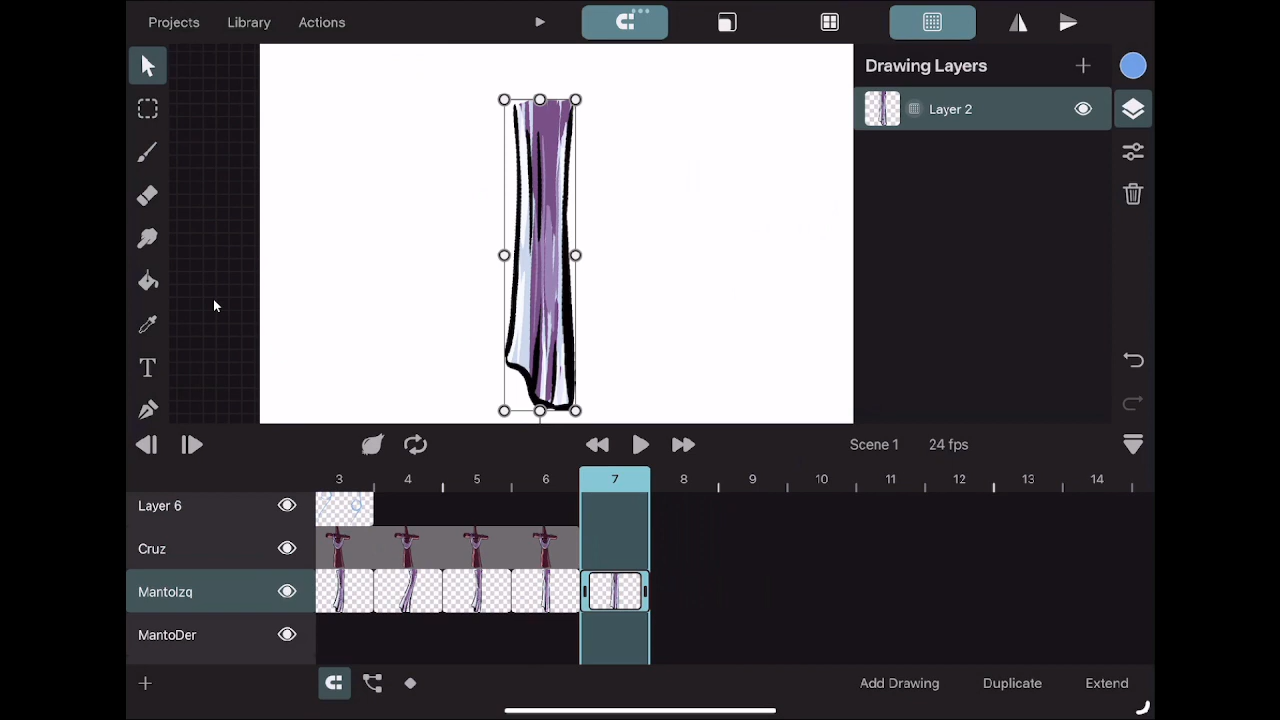 Projects Library Actions
Drawing Layers
Layer 2
T
Scene 1 24 fps
3 4 5 6 7 8 9 10 11 12 13 14
Layer 6
Cruz
MantoIzq
MantoDer
Add Drawing Duplicate Extend